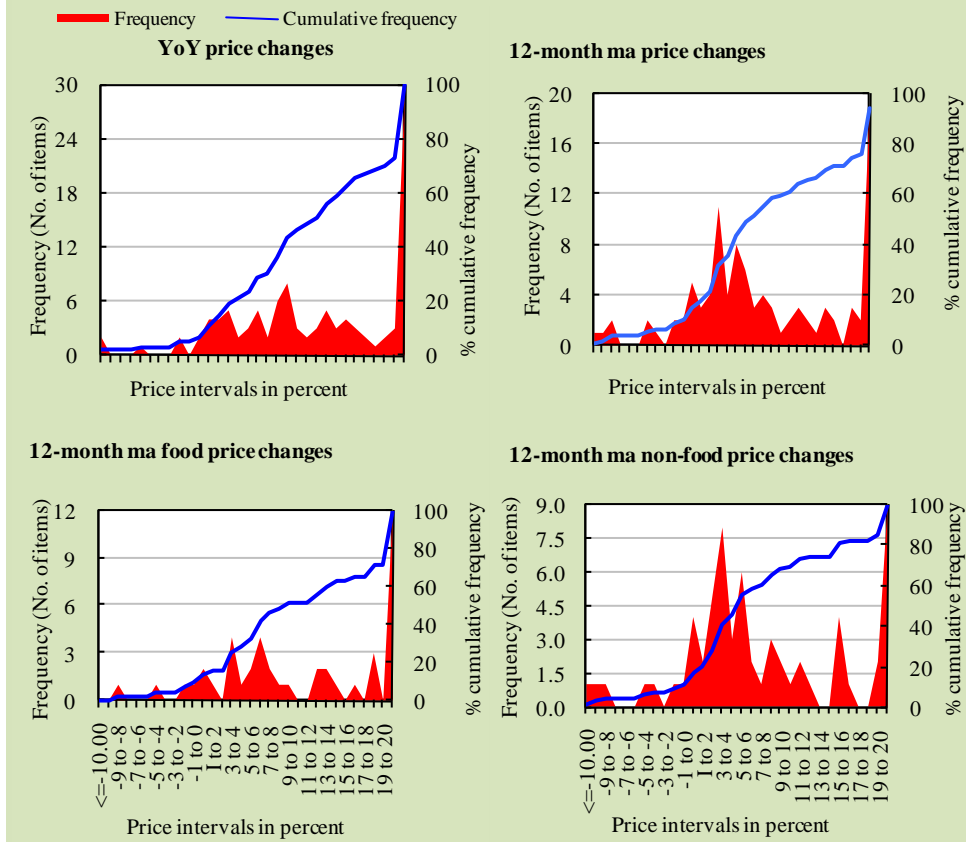 Frequency
Cumulative frequency
YoY price changes
30
24
18
12
6
0
Frequency (No. of items)
100
80
60
40
20
0
% cumulative frequency
Price intervals in percent
12-month ma price changes
20
16
12
8
4
0
Frequency (No. of items)
100
80
60
40
20
0
% cumulative frequency
Price intervals in percent
12-month ma food price changes
12
9
6
3
0
Frequency (No. of items)
100
80
60
40
20
0
% cumulative frequency
<=-10.00
-9 to -8
-7 to -6
-5 to -4
-3 to -2
-1 to 0
1 to 2
3 to 4
5 to 6
7 to 8
9 to 10
11 to 12
13 to 14
15 to 16
17 to 18
19 to 20
Price intervals in percent
12-month ma non-food price changes
9.0
7.5
6.0
4.5
3.0
1.5
0.0
Frequency (No. of items)
100
80
60
40
20
0
% cumulative frequency
<=-10.00
-9 to -8
-7 to -6
-5 to -4
-3 to -2
-1 to 0
I to 2
3 to 4
5 to 6
7 to 8
9 to 10
11 to 12
13 to 14
15 to 16
17 to 18
19 to 20
Price intervals in percent